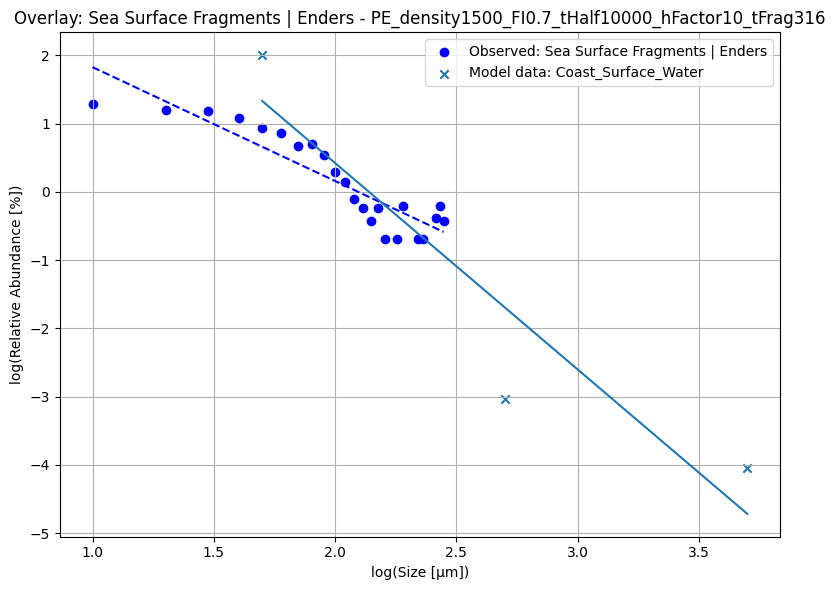 Overlay: Sea Surface Fragments | Enders - PE_density1500_FI0.7_tHalf10000_hFactor10_tFrag316
Observed: Sea Surface Fragments | Enders
Model data: Coast_Surface_Water
log(Relative Abundance [%])
2
1
0
−1
−2
−3
−4
−5
1.0 1.5 2.0 2.5 3.0 3.5
log(Size [μm])